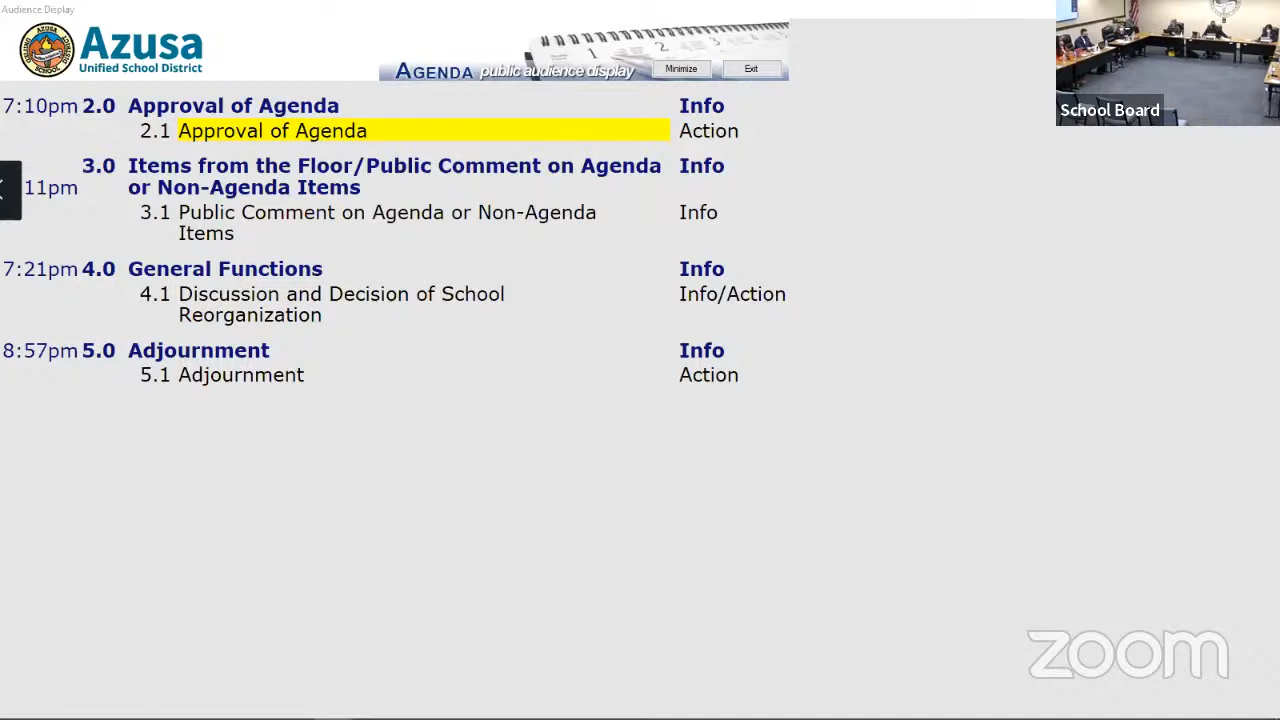 Audience Display
Azusa
Unified School District
AGENDA public audience display
Minimize
Exit
School Board
7:10pm 2.0 Approval of Agenda Info
2.1 Approval of Agenda Action
3.0 Items from the Floor/Public Comment on Agenda Info
11pm or Non-Agenda Items
3.1 Public Comment on Agenda or Non-Agenda Info
Items
7:21pm 4.0 General Functions Info
4.1 Discussion and Decision of School Info/Action
Reorganization
8:57pm 5.0 Adjournment Info
5.1 Adjournment Action
zoom